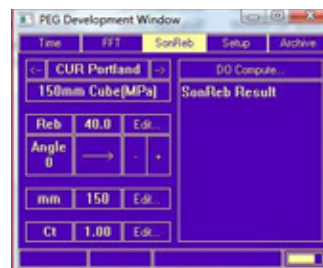 PEG Development Window
Time FFT SonReb Setup Archive
<- CUR Portland -> DO Compute...
150mm Cube(MPa) SonReb Result
Reb 40.0 Edit...
Angle 0 - +
mm 150 Edit...
Ct 1.00 Edit...